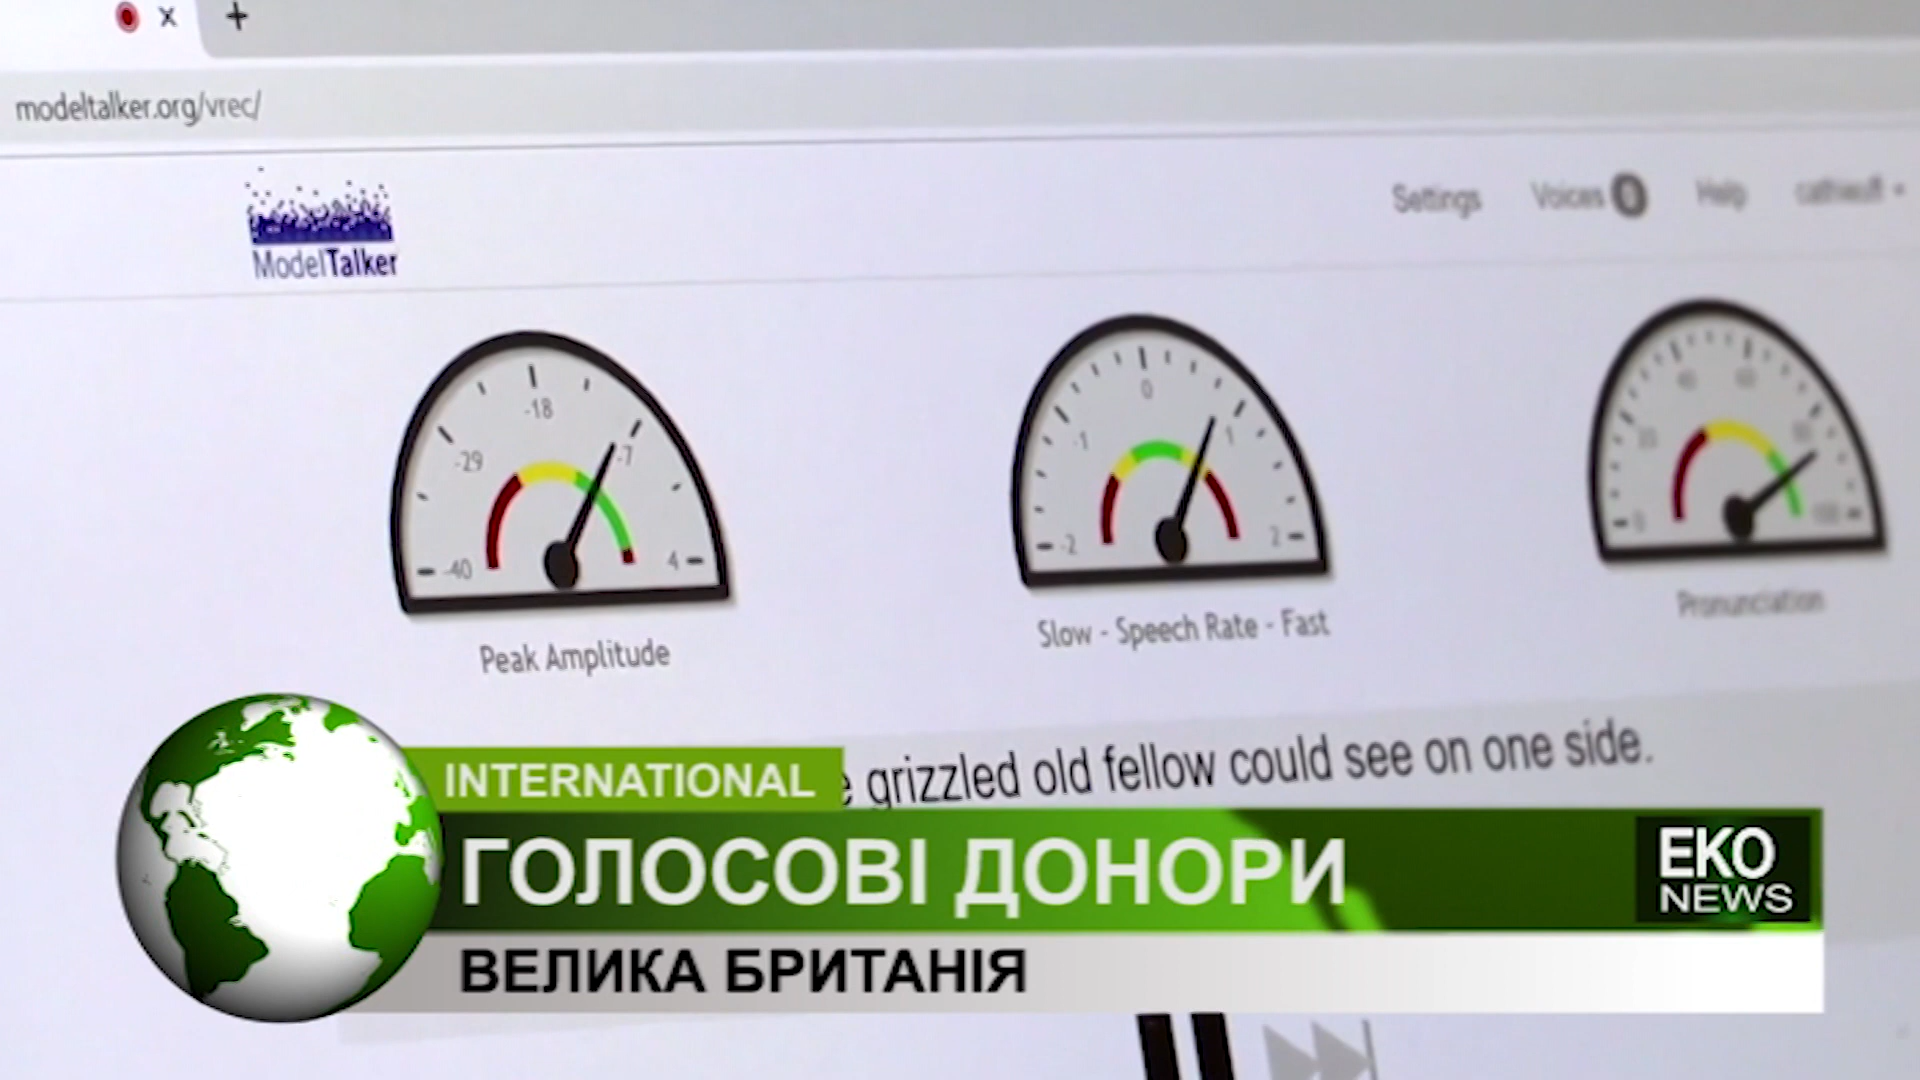 x +
modeltalker.org/vrec/
ModelTalker
Settings Voices 0 Help
-40 -29 -18 -7 4
Peak Amplitude
-2 -1 0 1 2
Slow - Speech Rate - Fast
Pronunciation
grizzled old fellow could see on one side.
INTERNATIONAL
ГОЛОСОВІ ДОНОРИ
ВЕЛИКА БРИТАНІЯ
EKO
NEWS